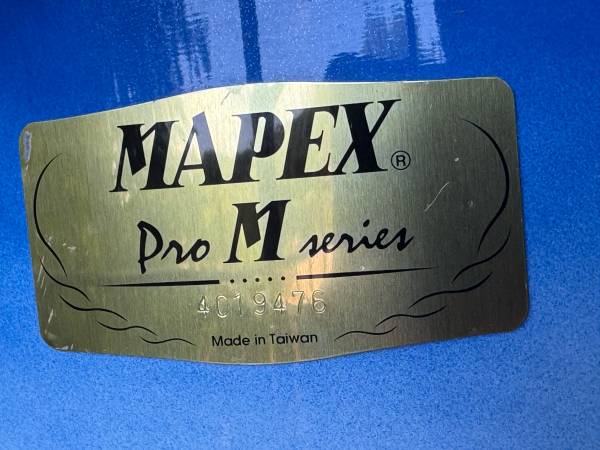 MAPEX®
Pro M series
4C19476
Made in Taiwan